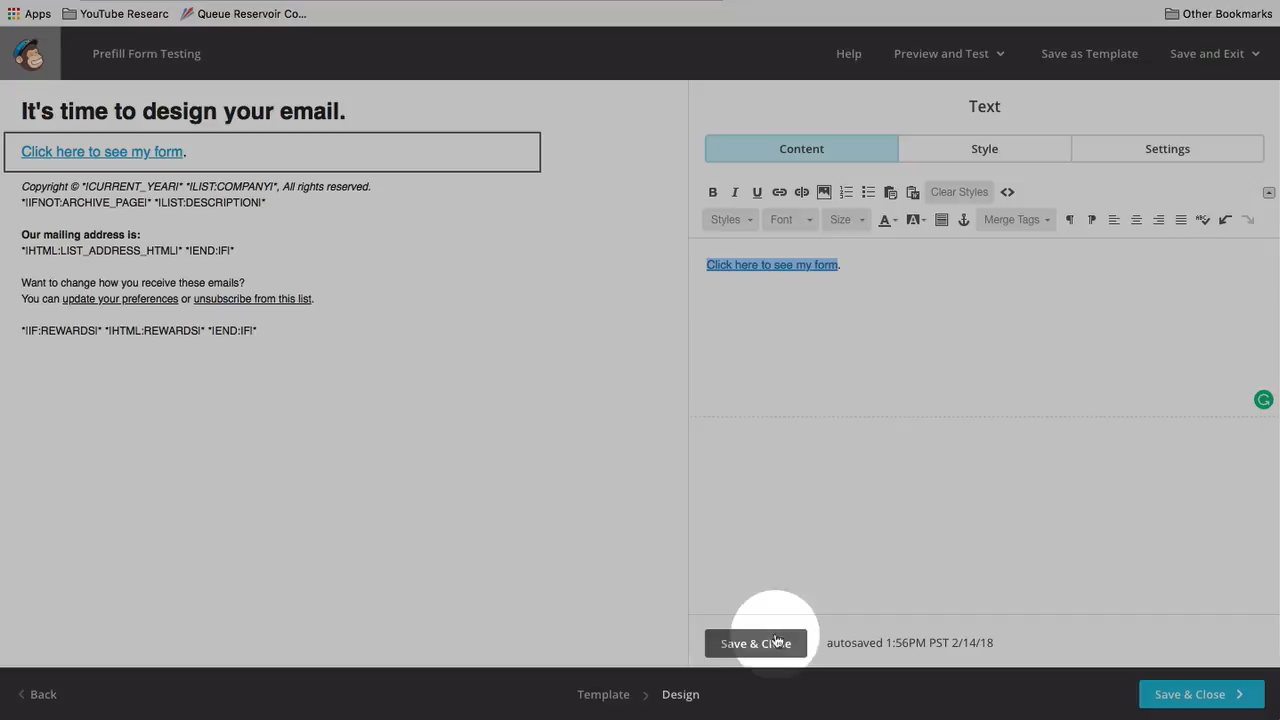 Apps YouTube Researc Queue Reservoir Co... Other Bookmarks
Prefill Form Testing Help Preview and Test Save as Template Save and Exit
It's time to design your email.
Click here to see my form.
Copyright © *|CURRENT_YEAR|* *|LIST:COMPANY|*, All rights reserved.
*|IFNOT:ARCHIVE_PAGE|* *|LIST:DESCRIPTION|*
Our mailing address is:
*|HTML:LIST_ADDRESS_HTML|* *|END:IF|*
Want to change how you receive these emails?
You can update your preferences or unsubscribe from this list.
*|IF:REWARDS|* *|HTML:REWARDS|* *|END:IF|*
Text
Content Style Settings
B I U Clear Styles
Styles Font Size A A Merge Tags
Click here to see my form.
Save & Close autosaved 1:56PM PST 2/14/18
Back Template Design Save & Close